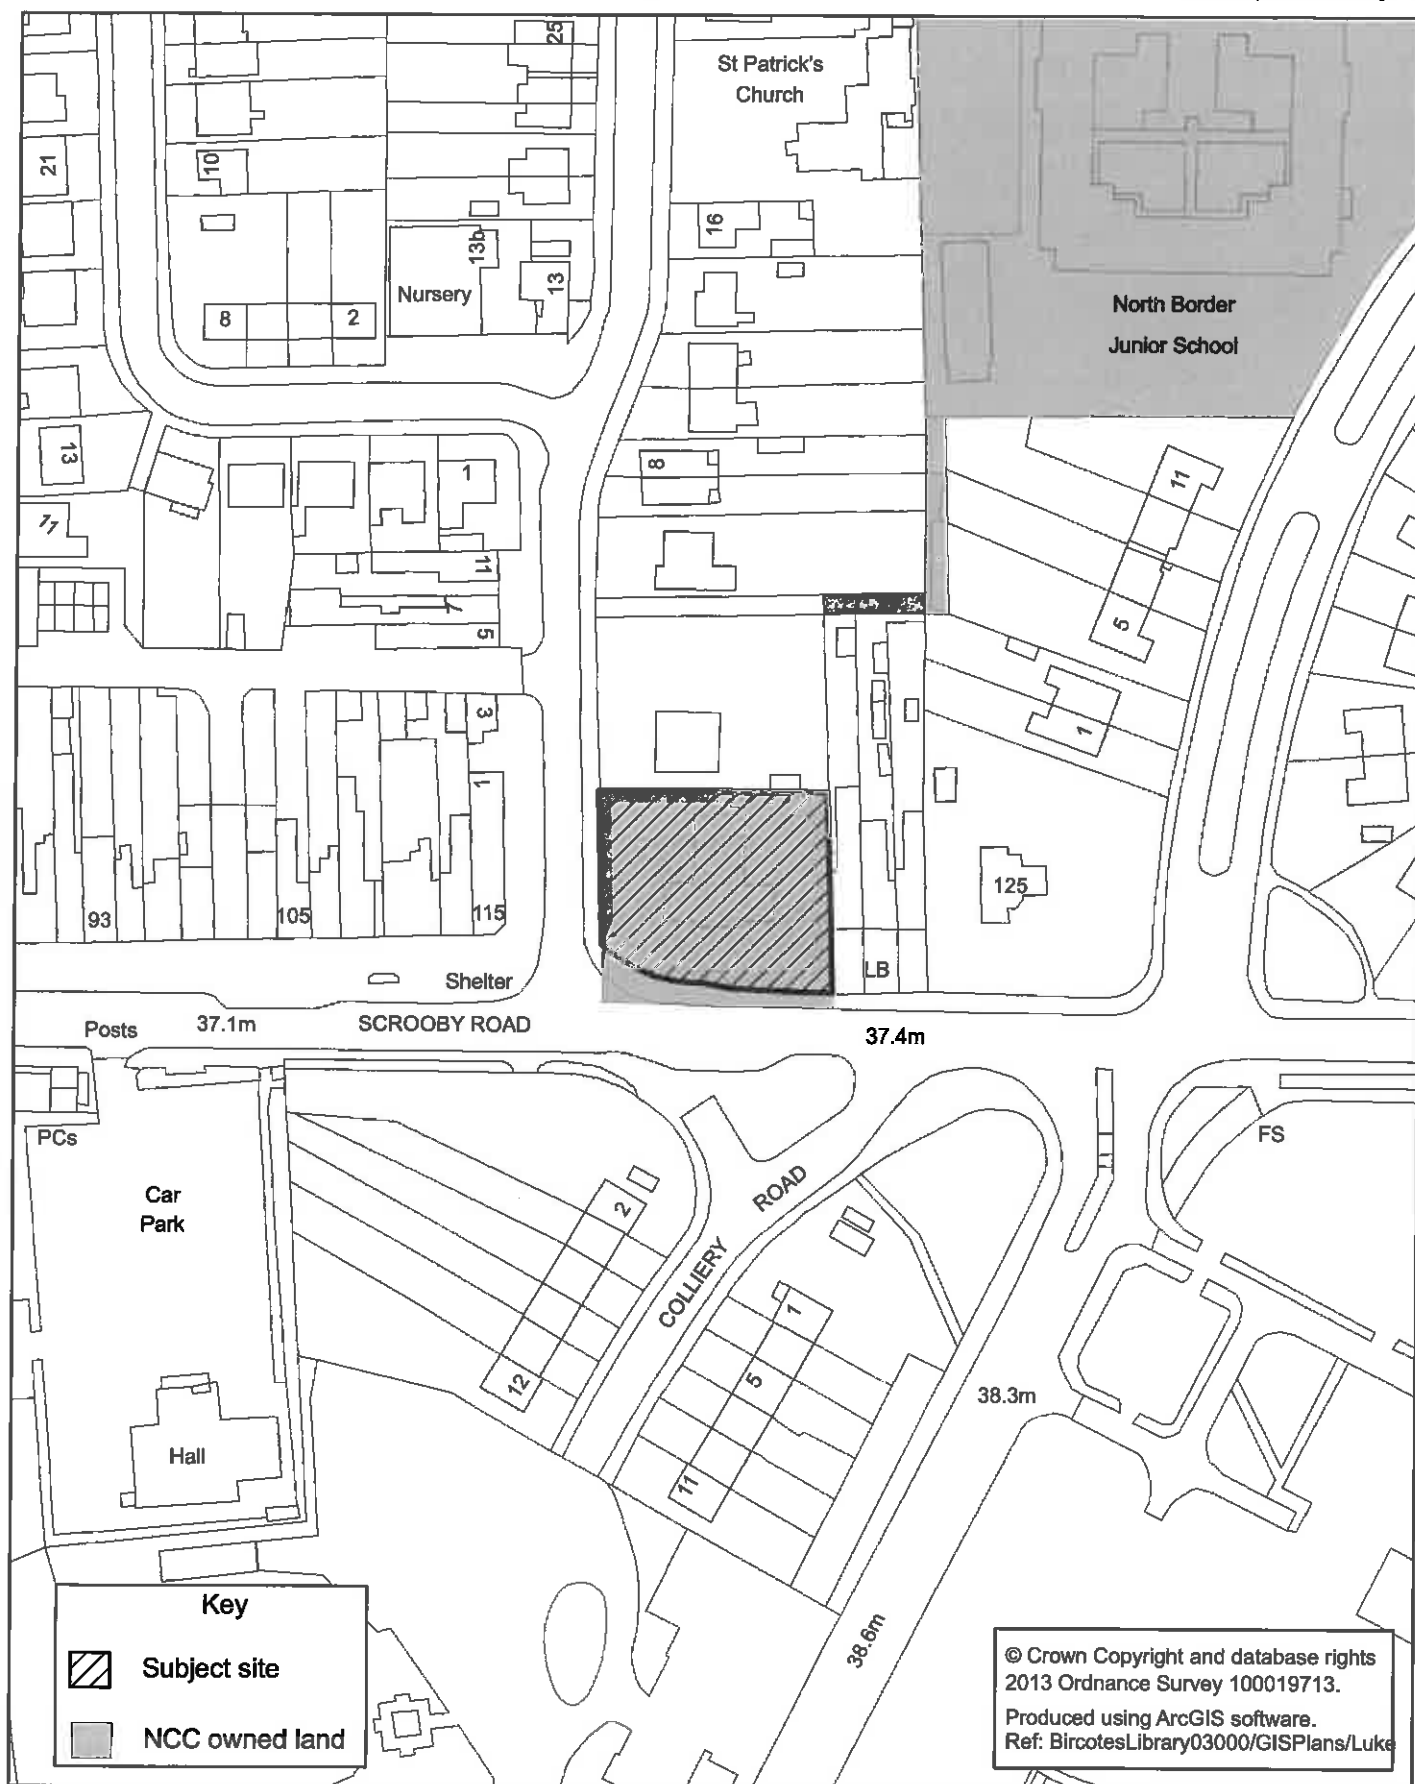 25
St Patrick's
Church
21
10
16
13b
13
Nursery
8
2
North Border
Junior School
13
1
8
11
77
11
7
5
5
1
3
1
93
105
115
125
LB
Shelter
Posts
37.1m
SCROOBY ROAD
37.4m
PCs
FS
Car
Park
2
COLLIERY
ROAD
1
5
12
11
38.3m
Hall
38.6m
Key
Subject site
NCC owned land
© Crown Copyright and database rights
2013 Ordnance Survey 100019713.
Produced using ArcGIS software.
Ref: BircotesLibrary03000/GISPlans/Luke